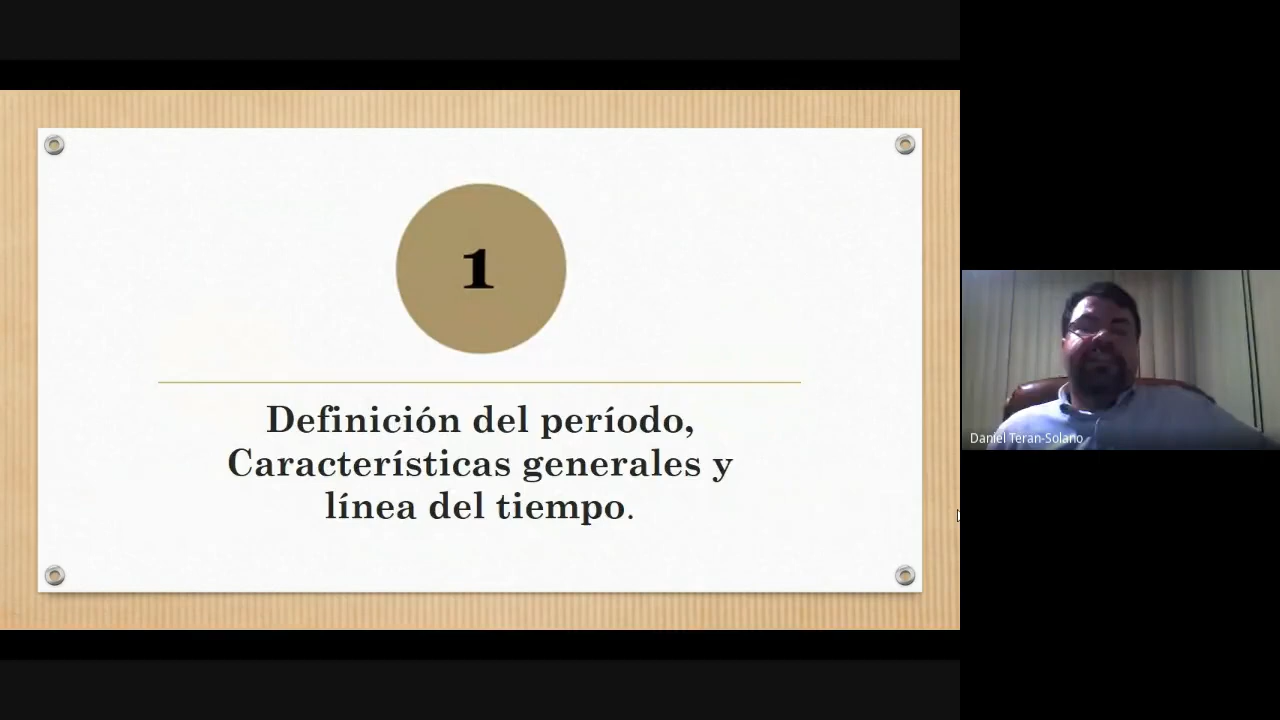 1
Definición del período,
Características generales y
línea del tiempo.
Daniel Teran-Solano